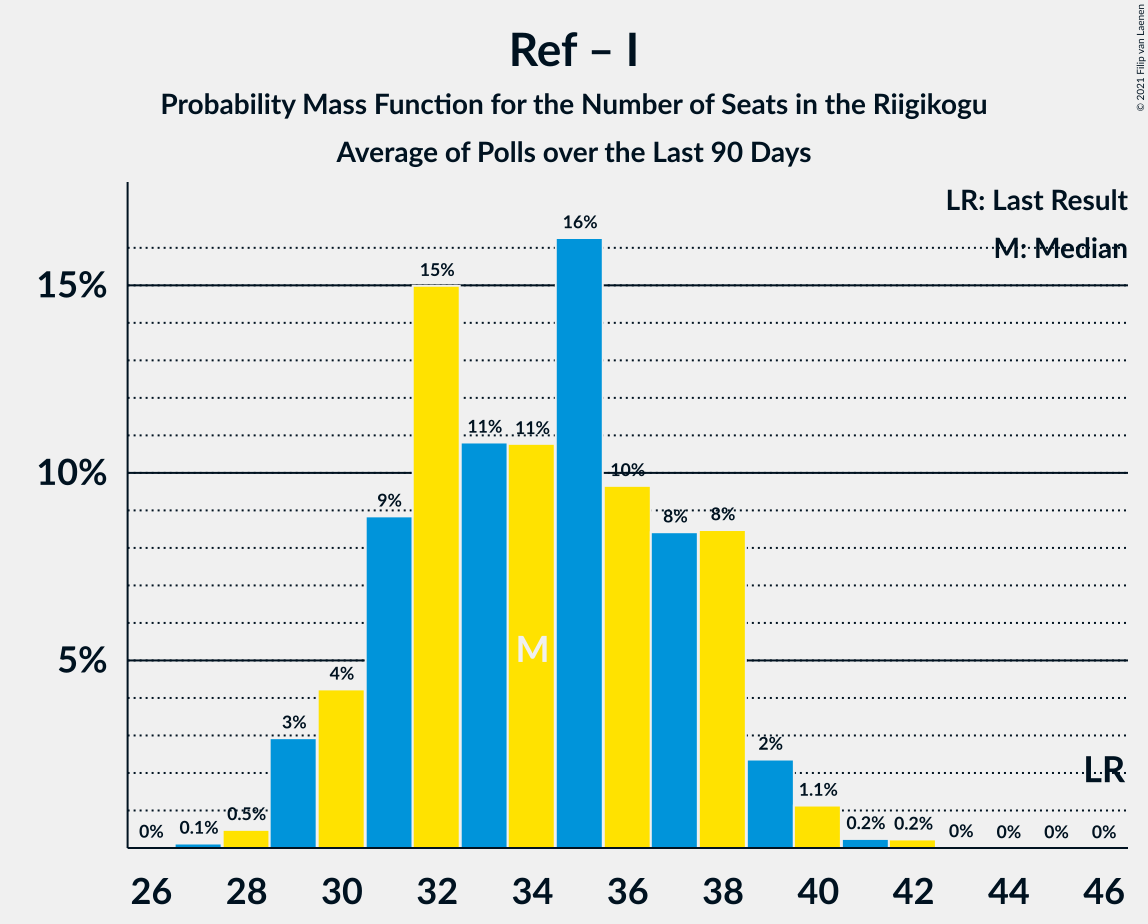 Ref – I
Probability Mass Function for the Number of Seats in the Riigikogu
Average of Polls over the Last 90 Days
© 2021 Filip van Laenen
LR: Last Result
M: Median
15%
10%
5%
0%
0.1%
0.5%
3%
4%
9%
15%
11%
11%
16%
10%
8%
8%
2%
1.1%
0.2%
0.2%
0%
0%
0%
0%
M
LR
26 28 30 32 34 36 38 40 42 44 46